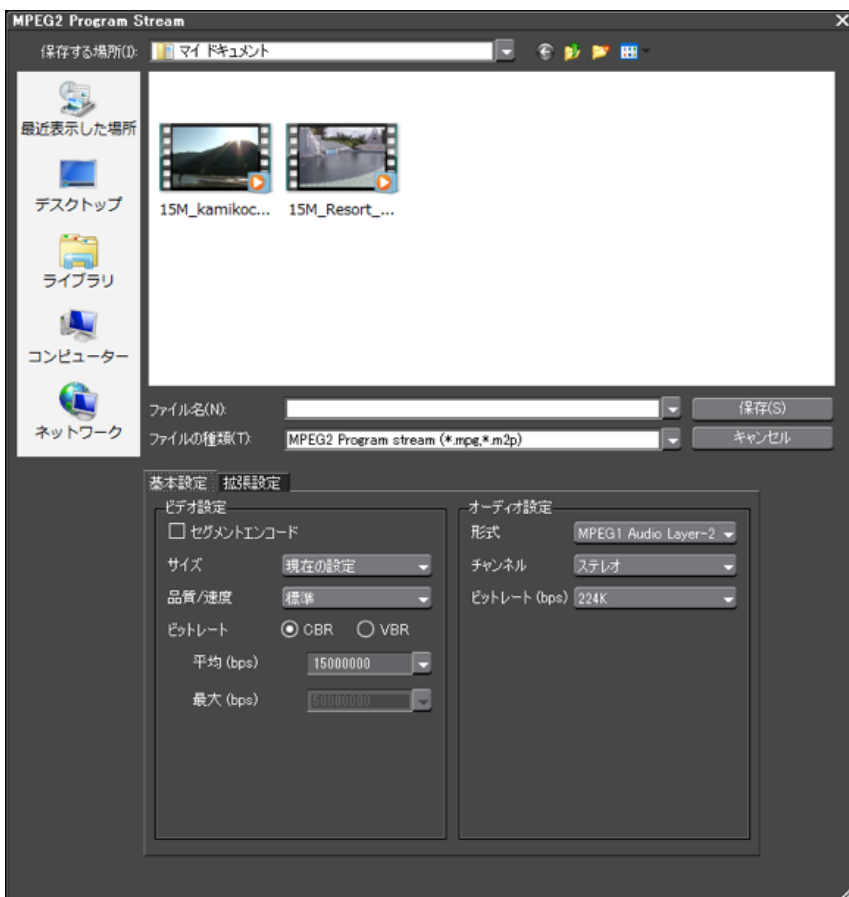 MPEG2 Program Stream
保存する場所(I):
マイ ドキュメント
最近表示した場所
デスクトップ
ライブラリ
コンピューター
ネットワーク
15M_kamikoc...
15M_Resort_...
ファイル名(N):
保存(S)
ファイルの種類(T):
MPEG2 Program stream (*.mpg,*.m2p)
キャンセル
基本設定
拡張設定
ビデオ設定
セグメントエンコード
サイズ
現在の設定
品質/速度
標準
ビットレート
CBR
VBR
平均 (bps)
15000000
最大 (bps)
50000000
オーディオ設定
形式
MPEG1 Audio Layer-2
チャンネル
ステレオ
ビットレート (bps)
224K